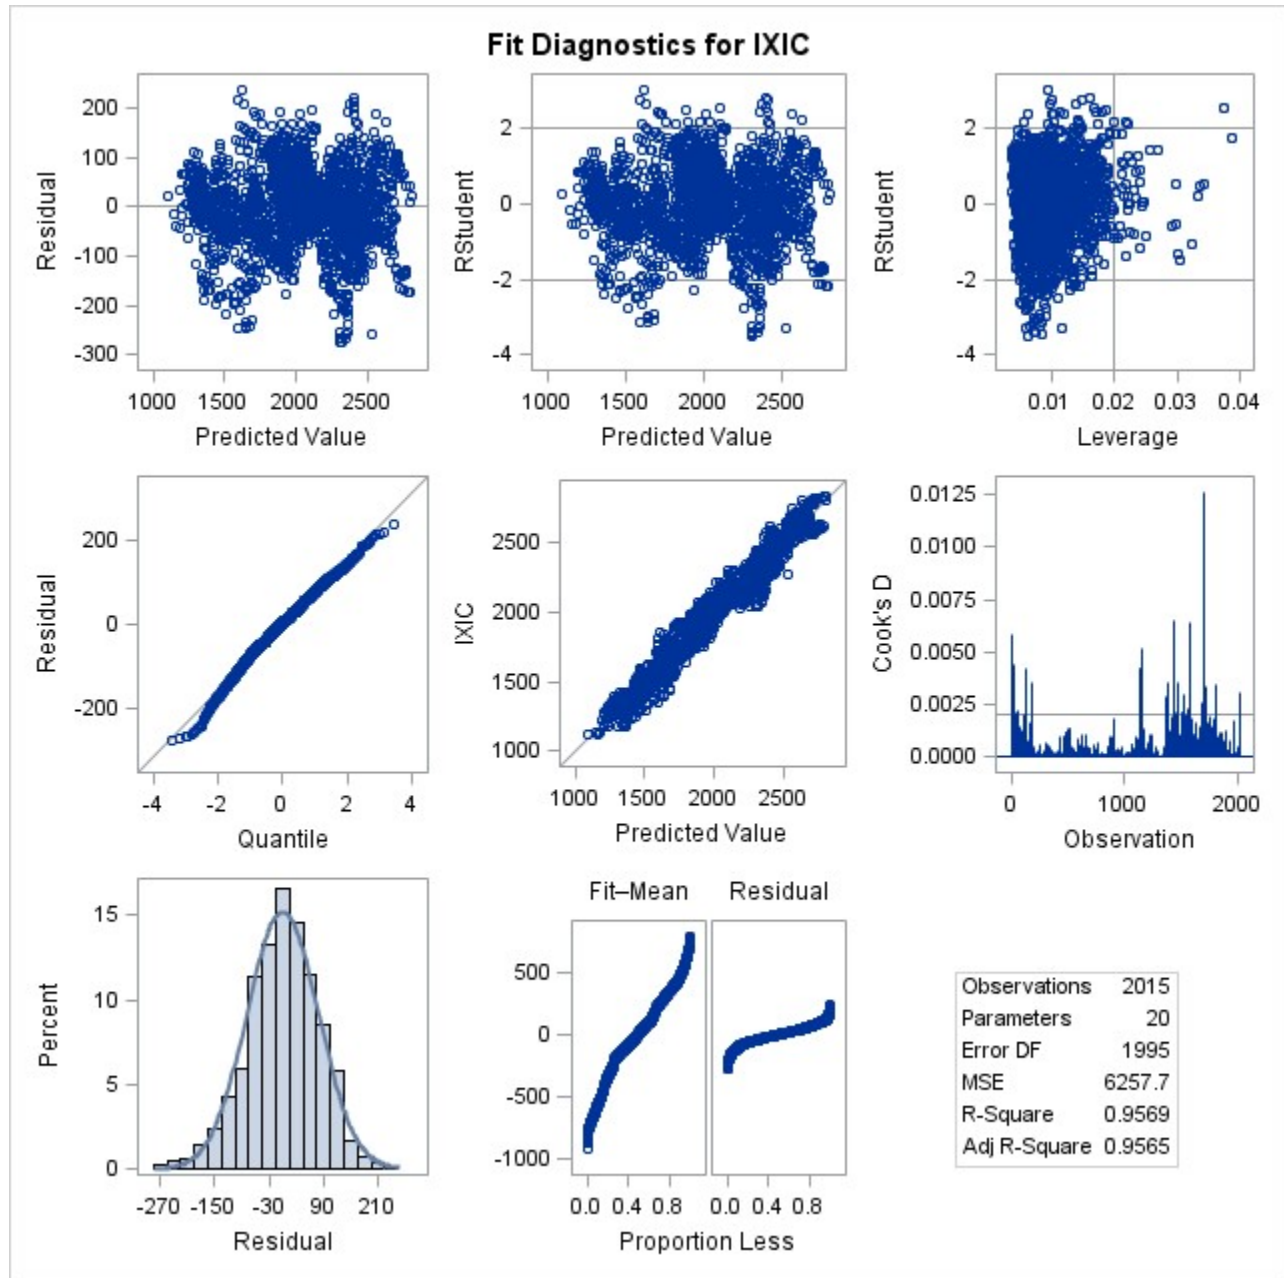 Fit Diagnostics for IXIC
200
100
0
-100
-200
-300
Residual
1000 1500 2000 2500
Predicted Value
2
0
-2
-4
RStudent
1000 1500 2000 2500
Predicted Value
2
0
-2
-4
RStudent
0.01 0.02 0.03 0.04
Leverage
200
0
-200
Residual
-4 -2 0 2 4
Quantile
2500
2000
1500
1000
IXIC
1000 1500 2000 2500
Predicted Value
0.0125
0.0100
0.0075
0.0050
0.0025
0.0000
Cook's D
0 1000 2000
Observation
15
10
5
0
Percent
-270 -150 -30 90 210
Residual
Fit–Mean Residual
500
0
-500
-1000
0.0 0.4 0.8 0.0 0.4 0.8
Proportion Less
Observations 2015
Parameters 20
Error DF 1995
MSE 6257.7
R-Square 0.9569
Adj R-Square 0.9565